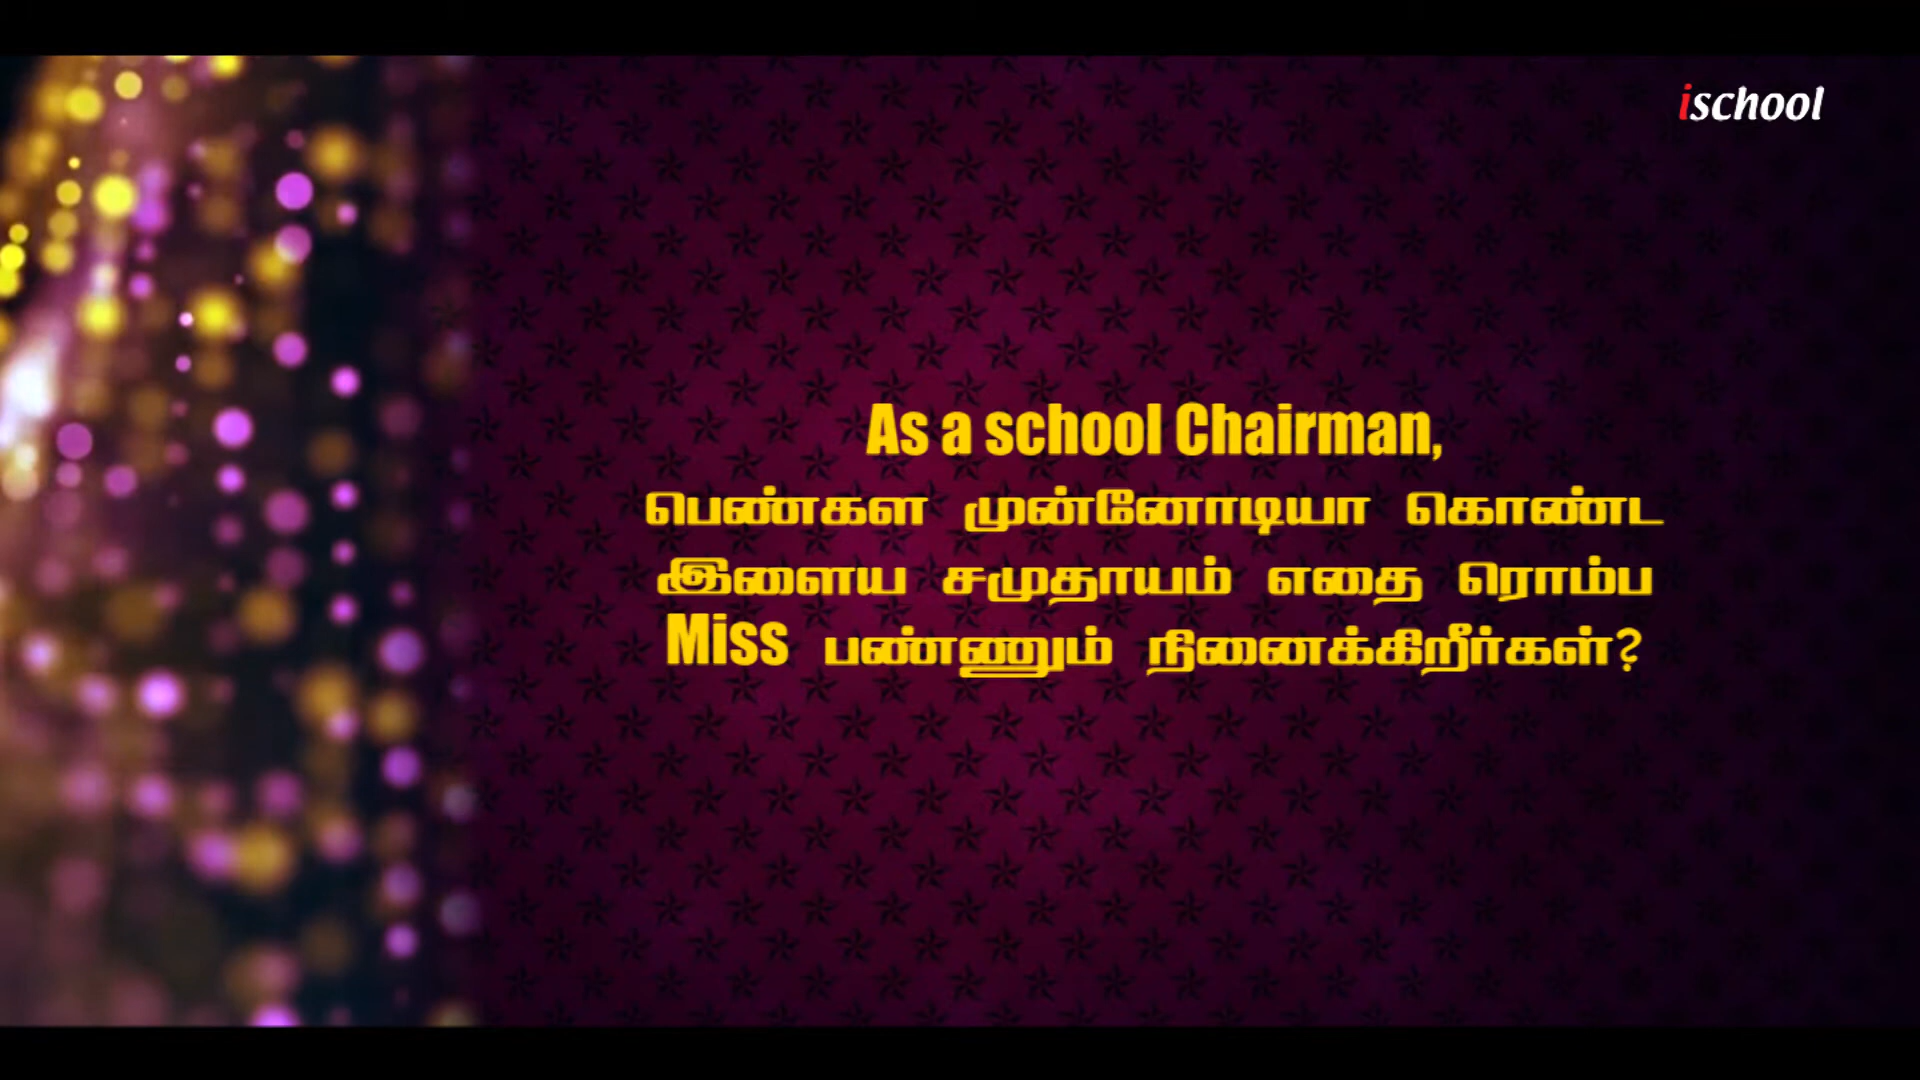 ischool
As a school Chairman,
பெண்கள முன்னோடியா கொண்ட
இளைய சமுதாயம் எதை ரொம்ப
Miss பண்ணும் நினைக்கிறீர்கள்?